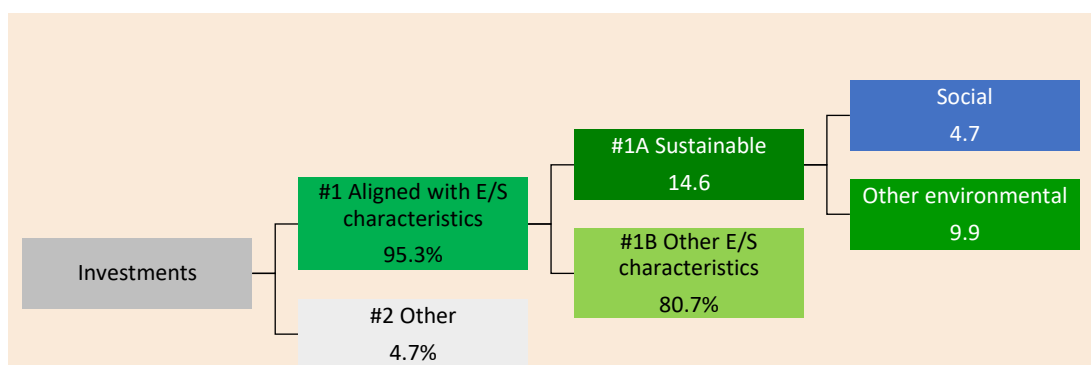 Investments
#1 Aligned with E/S
characteristics
95.3%
#2 Other
4.7%
#1A Sustainable
14.6
#1B Other E/S
characteristics
80.7%
Social
4.7
Other environmental
9.9